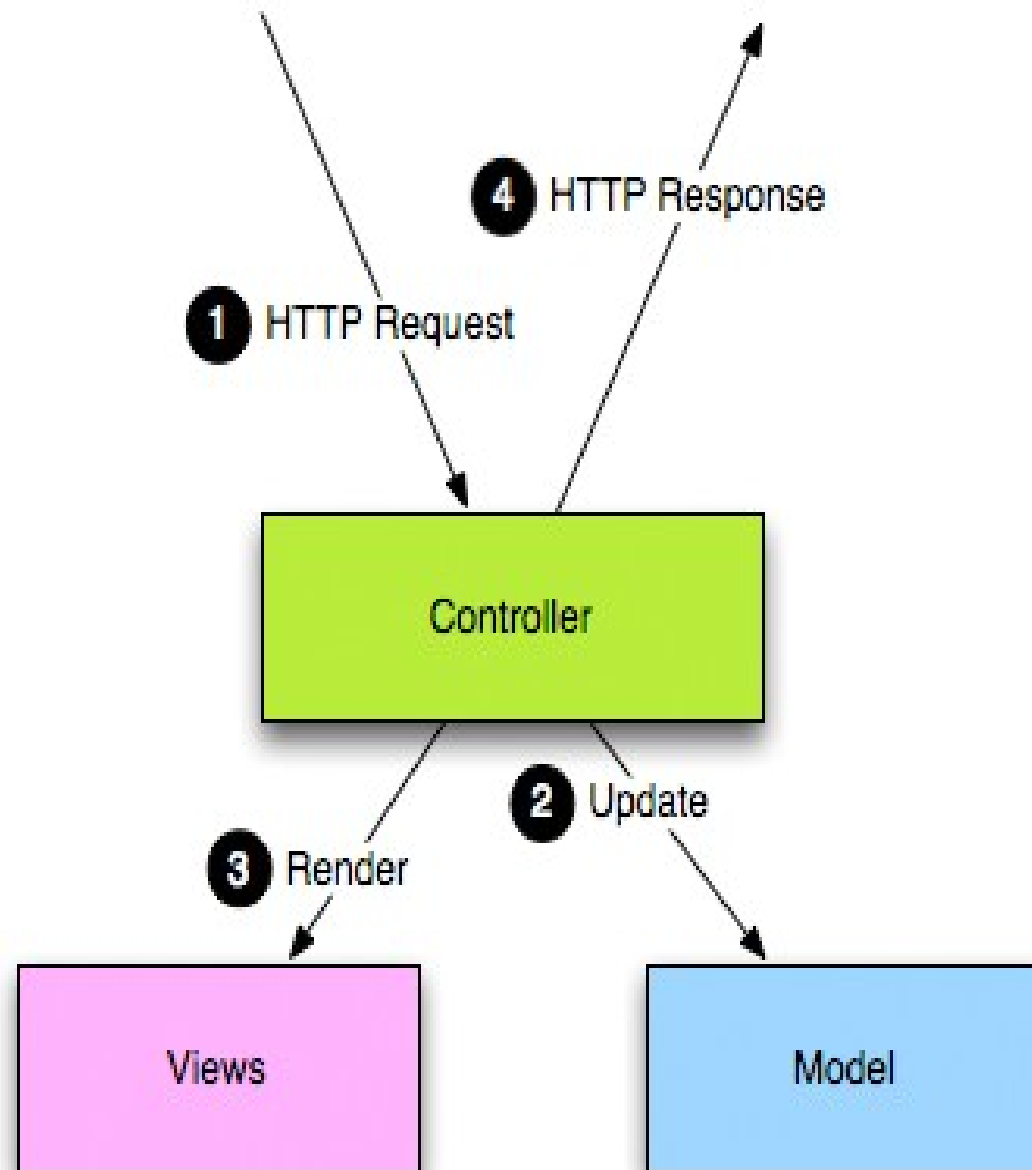 4 HTTP Response
1 HTTP Request
Controller
2 Update
3 Render
Views
Model